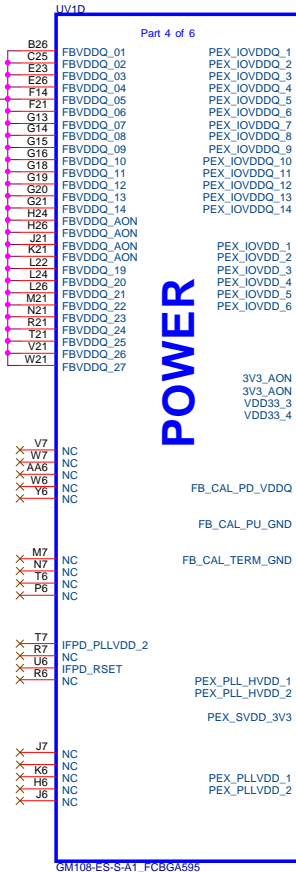 UV1D
Part 4 of 6
B26 FBVDDQ_01 PEX_IOVDDQ_1
C25 FBVDDQ_02 PEX_IOVDDQ_2
E23 FBVDDQ_03 PEX_IOVDDQ_3
E26 FBVDDQ_04 PEX_IOVDDQ_4
F14 FBVDDQ_05 PEX_IOVDDQ_5
F21 FBVDDQ_06 PEX_IOVDDQ_6
G13 FBVDDQ_07 PEX_IOVDDQ_7
G14 FBVDDQ_08 PEX_IOVDDQ_8
G15 FBVDDQ_09 PEX_IOVDDQ_9
G16 FBVDDQ_10 PEX_IOVDDQ_10
G18 FBVDDQ_11 PEX_IOVDDQ_11
G19 FBVDDQ_12 PEX_IOVDDQ_12
G20 FBVDDQ_13 PEX_IOVDDQ_13
G21 FBVDDQ_14 PEX_IOVDDQ_14
H24 FBVDDQ_AON
H26 FBVDDQ_AON
J21 FBVDDQ_AON PEX_IOVDD_1
K21 FBVDDQ_AON PEX_IOVDD_2
L22 FBVDDQ_19 PEX_IOVDD_3
L24 FBVDDQ_20 PEX_IOVDD_4
L26 FBVDDQ_21 PEX_IOVDD_5
M21 FBVDDQ_22 PEX_IOVDD_6
N21 FBVDDQ_23
R21 FBVDDQ_24
T21 FBVDDQ_25
V21 FBVDDQ_26
W21 FBVDDQ_27
POWER
3V3_AON
3V3_AON
VDD33_3
VDD33_4
V7 NC
W7 NC
AA6 NC
W6 NC FB_CAL_PD_VDDQ
Y6 NC
FB_CAL_PU_GND
M7 NC FB_CAL_TERM_GND
N7 NC
T6 NC
P6 NC
T7 IFPD_PLLVDD_2
R7 NC
U6 IFPD_RSET
R6 NC PEX_PLL_HVDD_1
PEX_PLL_HVDD_2
PEX_SVDD_3V3
J7 NC
NC
K6 NC PEX_PLLVDD_1
H6 NC PEX_PLLVDD_2
J6 NC
GM108-ES-S-A1_FCBGA595